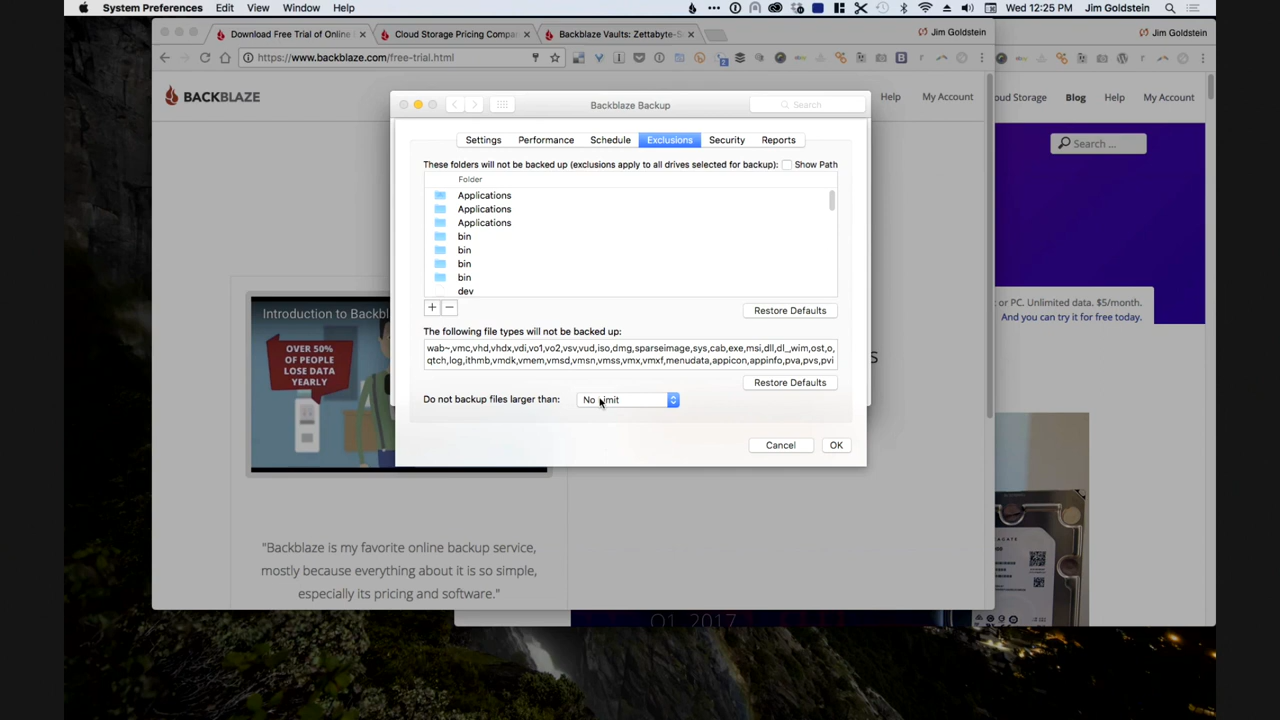 System Preferences Edit View Window Help
Wed 12:25 PM Jim Goldstein
Download Free Trial of Online
Cloud Storage Pricing Compa
Backblaze Vaults: Zettabyte-S
Jim Goldstein
Jim Goldstein
https://www.backblaze.com/free-trial.html
BACKBLAZE
Help My Account
oud Storage Blog Help My Account
Search ...
Backblaze Backup
Search
Settings Performance Schedule Exclusions Security Reports
These folders will not be backed up (exclusions apply to all drives selected for backup):
Show Path
Folder
Applications
Applications
Applications
bin
bin
bin
bin
dev
+ −
Restore Defaults
The following file types will not be backed up:
wab~,vmc,vhd,vhdx,vdi,vo1,vo2,vsv,vud,iso,dmg,sparseimage,sys,cab,exe,msi,dll,dl_,wim,ost,o,
qtch,log,ithmb,vmdk,vmem,vmsd,vmsn,vmss,vmx,vmxf,menudata,appicon,appinfo,pva,pvs,pvi
Restore Defaults
Do not backup files larger than:
No Limit
Cancel OK
Introduction to Backbl
OVER 50%
OF PEOPLE
LOSE DATA
YEARLY
or PC. Unlimited data. $5/month.
And you can try it for free today.
s
"Backblaze is my favorite online backup service,
mostly because everything about it is so simple,
especially its pricing and software."
Q1 2017